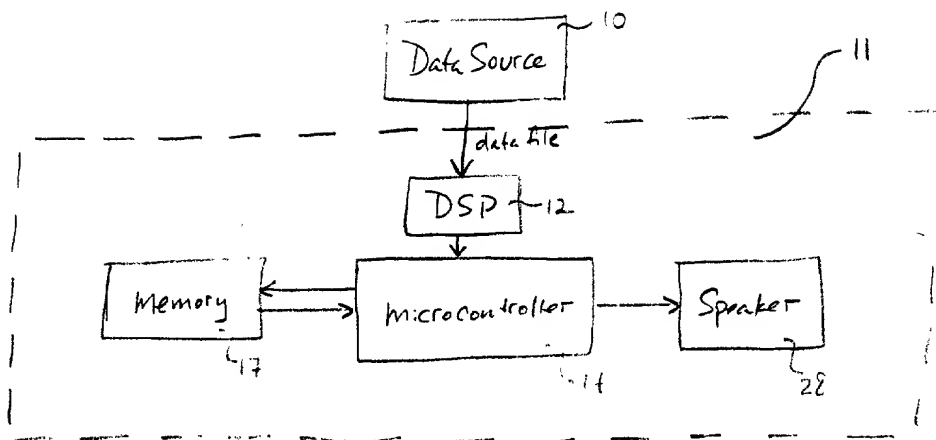 10
Data Source
11
data file
DSP
12
Memory
microcontroller
Speaker
17
28